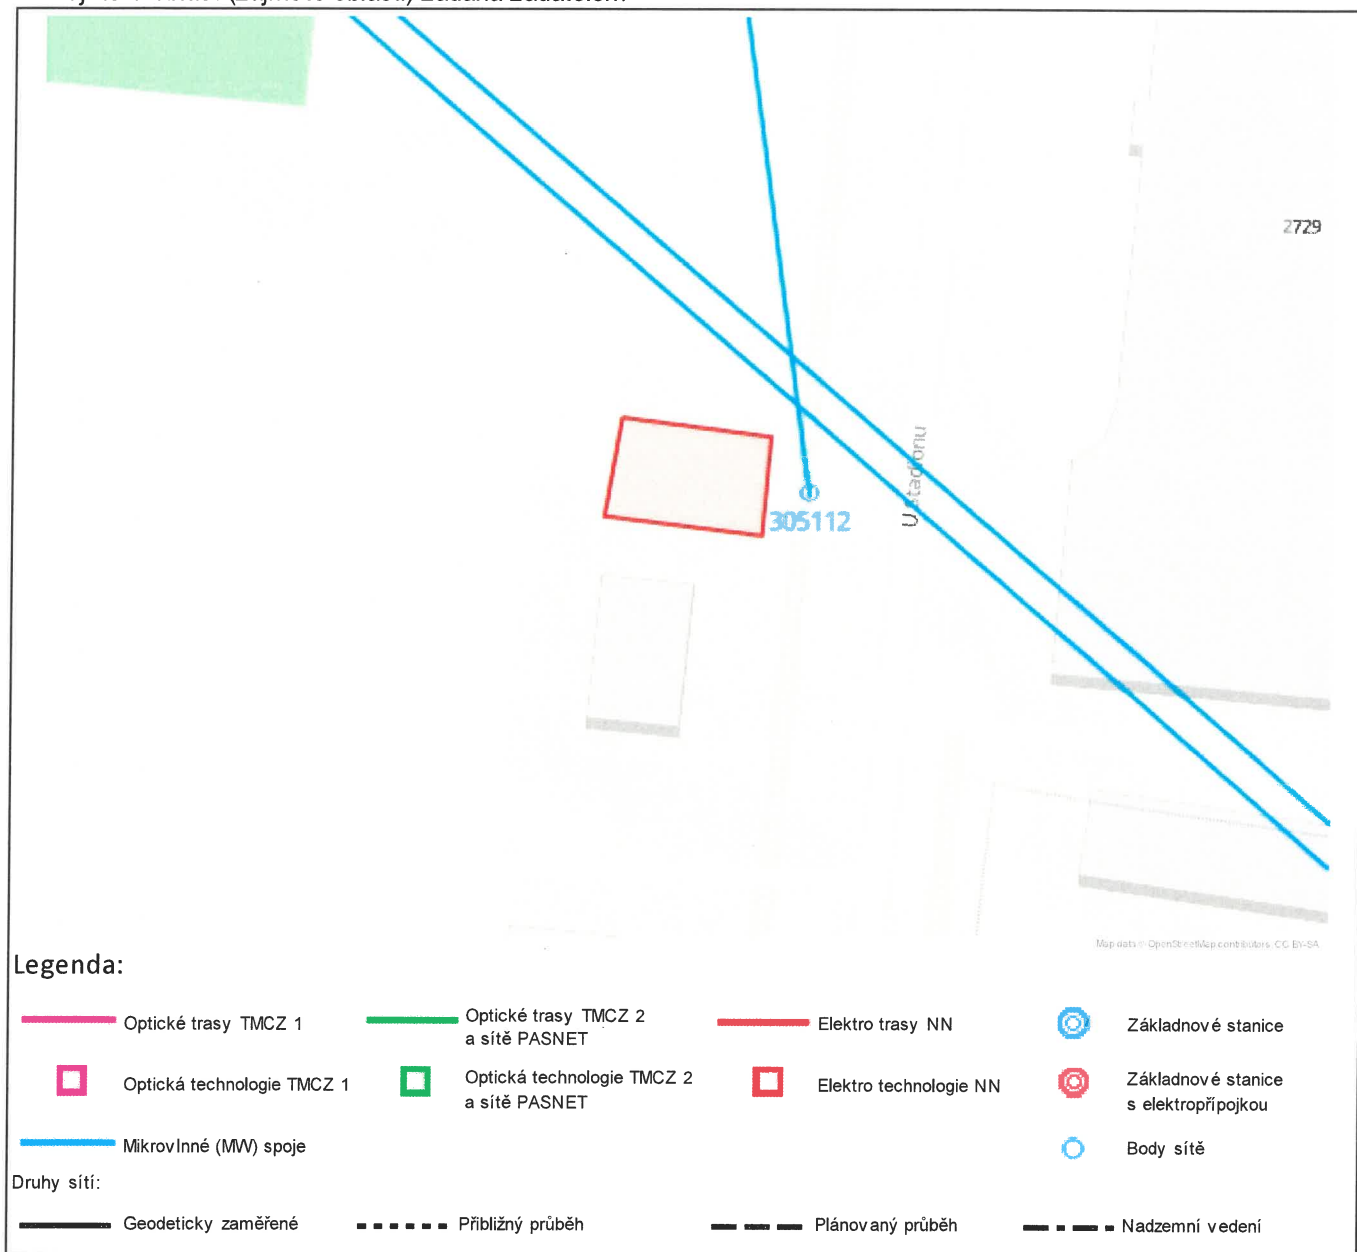 2729
U stadionu
305112
Map data © OpenStreetMap contributors, CC BY-SA
Legenda:
Optické trasy TMCZ 1
Optické trasy TMCZ 2
a sítě PASNET
Elektro trasy NN
Základnové stanice
Optická technologie TMCZ 1
Optická technologie TMCZ 2
a sítě PASNET
Elektro technologie NN
Základnové stanice
s elektropřípojkou
Mikrovlnné (MW) spoje
Body sítě
Druhy sítí:
Geodeticky zaměřené
Přibližný průběh
Plánovaný průběh
Nadzemní vedení